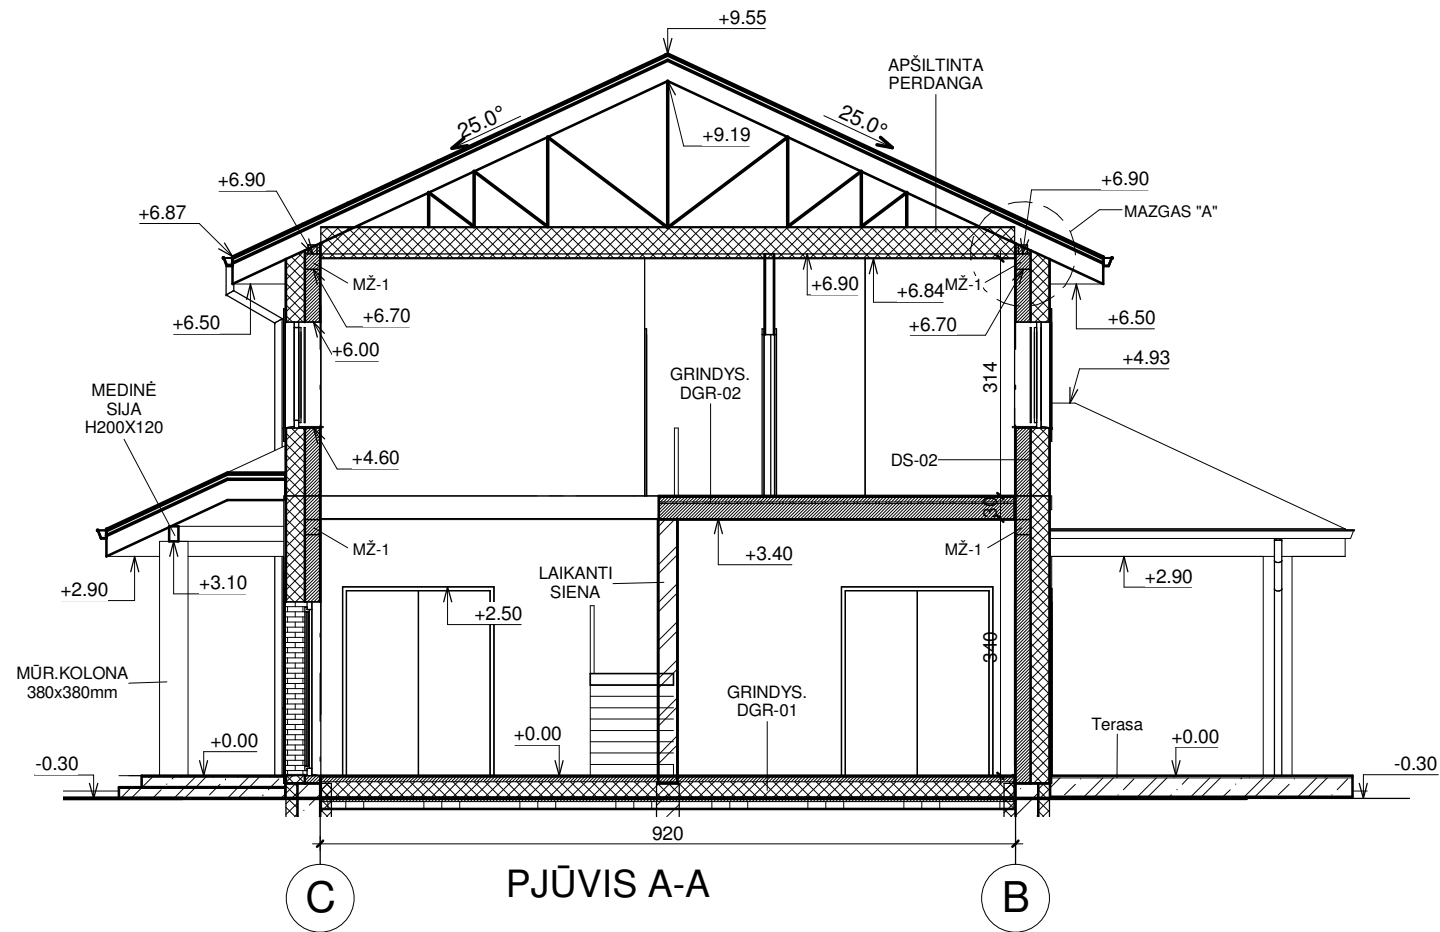 +9.55
APŠILTINTA
PERDANGA
25.0°
25.0°
+9.19
+6.90
+6.90
+6.87
MAZGAS "A"
MŽ-1
+6.90
+6.84
MŽ-1
+6.50
+6.70
+6.70
+6.50
+6.00
+4.93
MEDINĖ
SIJA
H200X120
GRINDYS.
DGR-02
314
+4.60
DS-02
30
MŽ-1
+3.40
MŽ-1
+2.90
+3.10
LAIKANTI
SIENA
+2.90
+2.50
340
MŪR.KOLONA
380x380mm
GRINDYS.
DGR-01
Terasa
+0.00
+0.00
+0.00
-0.30
-0.30
920
C
PJŪVIS A-A
B